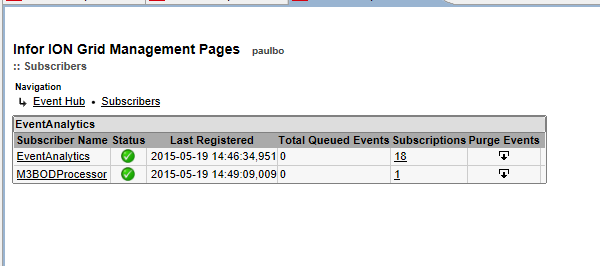 Infor ION Grid Management Pages paulbo
:: Subscribers
Navigation
Event Hub • Subscribers
EventAnalytics
Subscriber Name Status Last Registered Total Queued Events Subscriptions Purge Events
EventAnalytics 2015-05-19 14:46:34,951 0 18
M3BODProcessor 2015-05-19 14:49:09,009 0 1